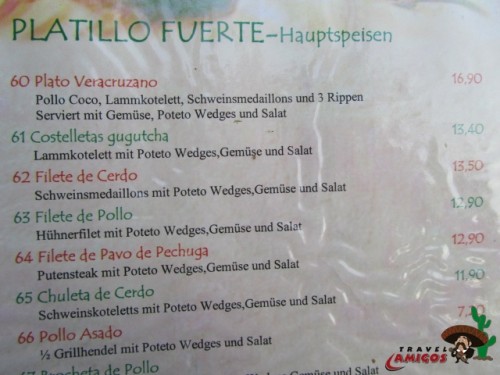 PLATILLO FUERTE-Hauptspeisen
60 Plato Veracruzano 16,90
Pollo Coco, Lammkotelett, Schweinsmedaillons und 3 Rippen
Serviert mit Gemüse, Poteto Wedges und Salat
61 Costelletas gugutcha 13,40
Lammkotelett mit Poteto Wedges,Gemüse und Salat
62 Filete de Cerdo 13,50
Schweinsmedaillons mit Poteto Wedges,Gemüse und Salat
63 Filete de Pollo 12,90
Hühnerfilet mit Poteto Wedges,Gemüse und Salat
64 Filete de Pavo de Pechuga 12,90
Putensteak mit Poteto Wedges,Gemüse und Salat
65 Chuleta de Cerdo 11,90
Schweinskoteletts mit Poteto Wedges,Gemüse und Salat
66 Pollo Asado
½ Grillhendel mit Poteto Wedges und Salat
de Pollo
TRAVEL
AMIGOS